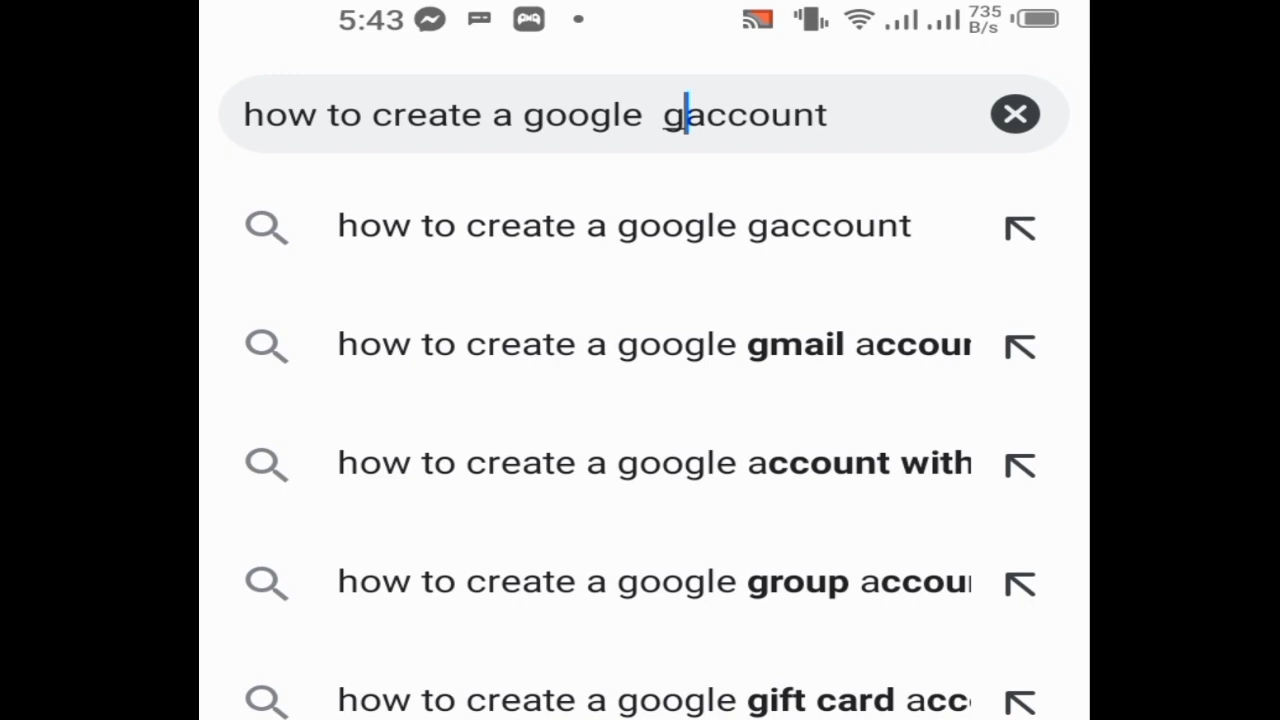 5:43
735
B/s
how to create a google  gaccount
how to create a google gaccount
how to create a google gmail accour
how to create a google account with
how to create a google group accou
how to create a google gift card acc